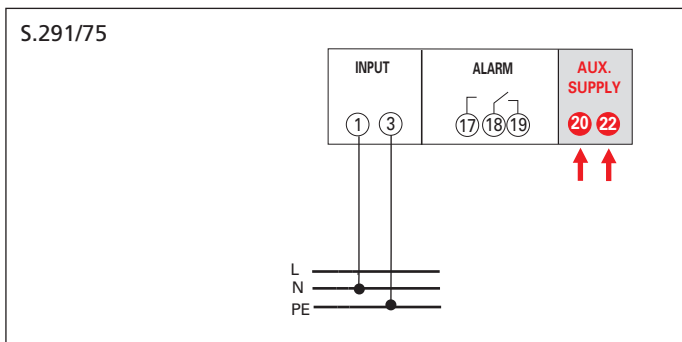 S.291/75
INPUT
ALARM
AUX.
SUPPLY
1 3
17 18 19
20 22
L
N
PE